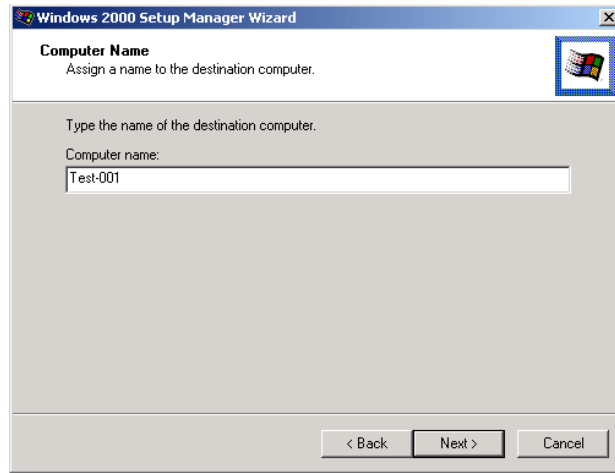 Windows 2000 Setup Manager Wizard
Computer Name
Assign a name to the destination computer.
Type the name of the destination computer.
Computer name:
Test-001
< Back
Next >
Cancel